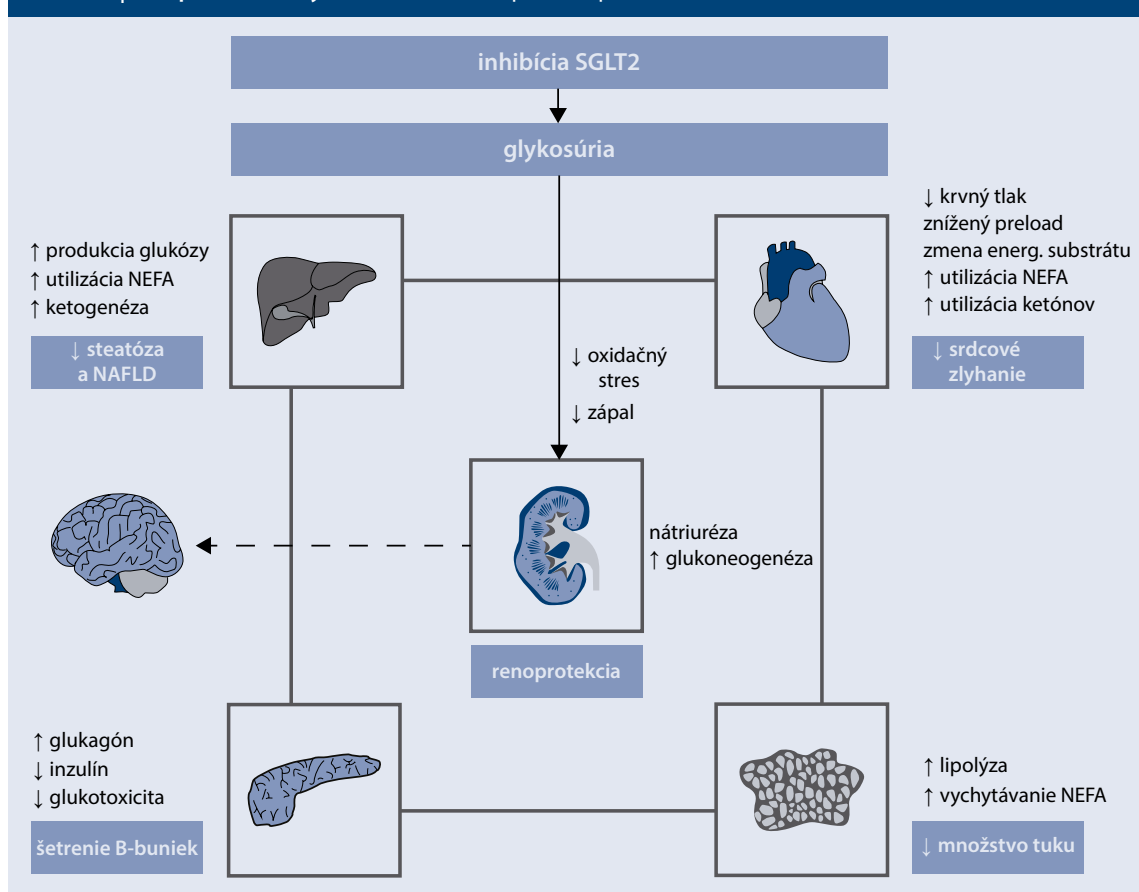 inhibícia SGLT2
glykosúria
↑ produkcia glukózy
↑ utilizácia NEFA
↑ ketogenéza
↓ steatóza
a NAFLD
↓ krvný tlak
znížený preload
zmena energ. substrátu
↑ utilizácia NEFA
↑ utilizácia ketónov
↓ srdcové
zlyhanie
↓ oxidačný
stres
↓ zápal
nátriuréza
↑ glukoneogenéza
renoprotekcia
↑ glukagón
↓ inzulín
↓ glukotoxicita
šetrenie B-buniek
↑ lipolýza
↑ vychytávanie NEFA
↓ množstvo tuku